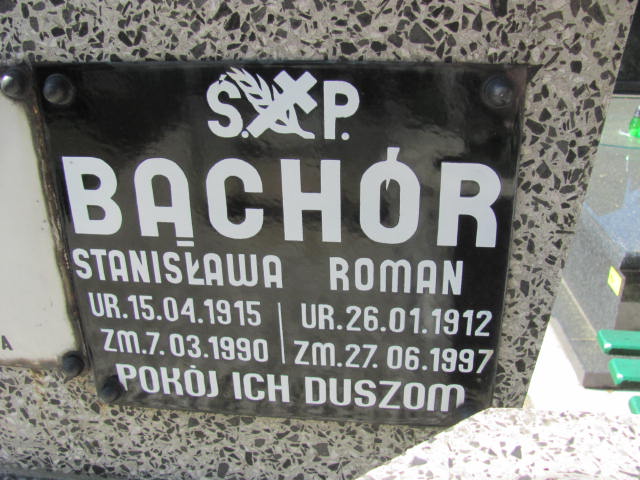 Ś. P.
BĄCHÓR
STANISŁAWA ROMAN
UR.15.04.1915 UR.26.01.1912
ZM.7.03.1990 ZM.27.06.1997
POKÓJ ICH DUSZOM
A